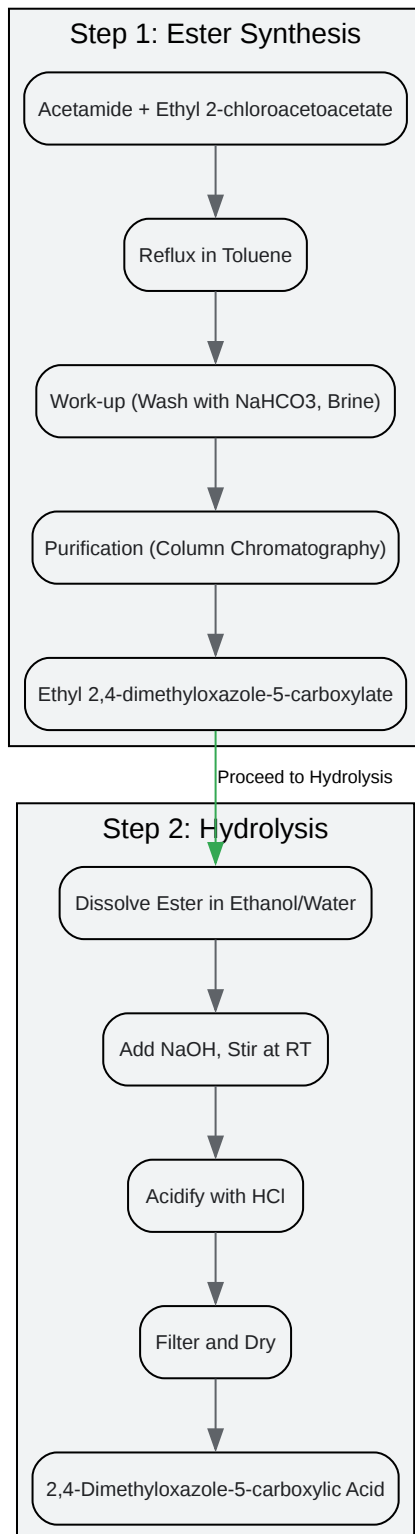 Step 1: Ester Synthesis
Acetamide + Ethyl 2-chloroacetoacetate
Reflux in Toluene
Work-up (Wash with NaHCO3, Brine)
Purification (Column Chromatography)
Ethyl 2,4-dimethyloxazole-5-carboxylate
Proceed to Hydrolysis
Step 2: Hydrolysis
Dissolve Ester in Ethanol/Water
Add NaOH, Stir at RT
Acidify with HCl
Filter and Dry
2,4-Dimethyloxazole-5-carboxylic Acid